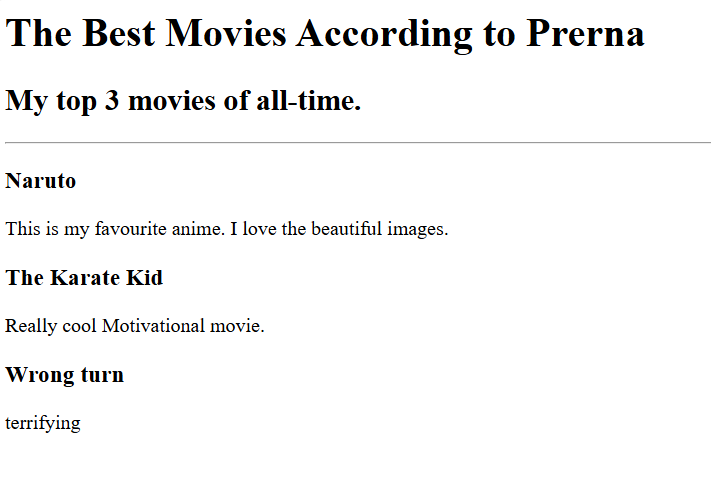 The Best Movies According to Prerna
My top 3 movies of all-time.
Naruto
This is my favourite anime. I love the beautiful images.
The Karate Kid
Really cool Motivational movie.
Wrong turn
terrifying